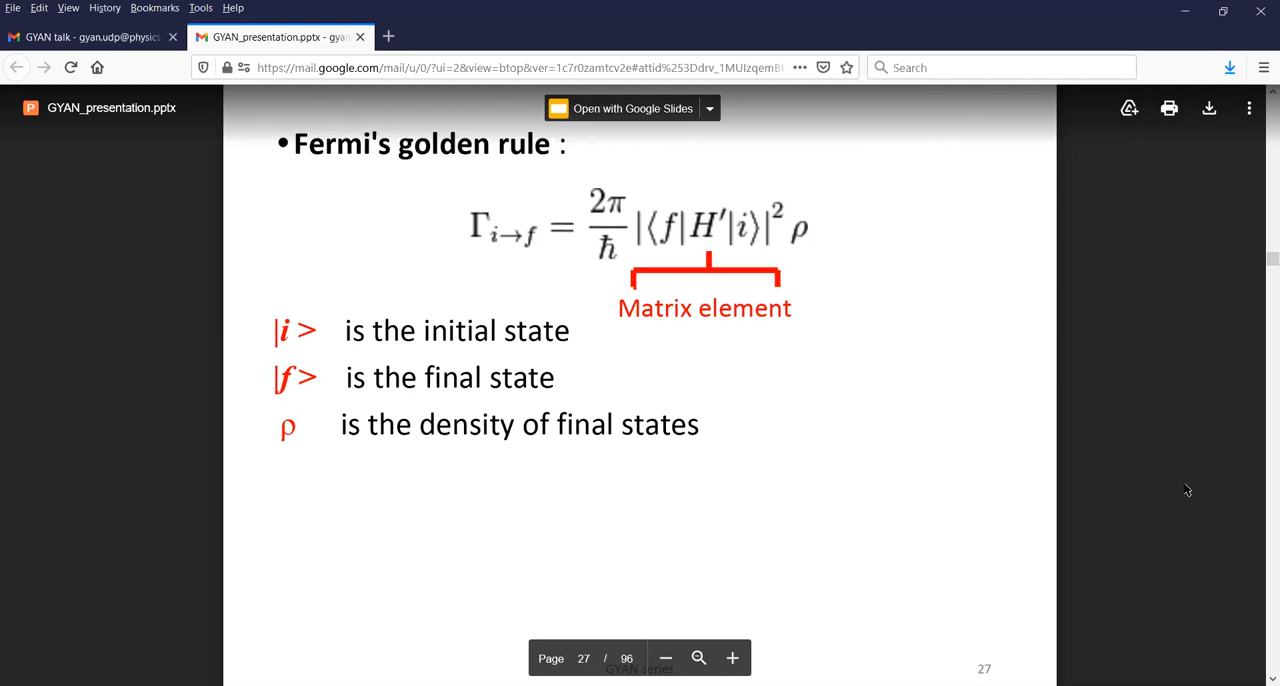 File Edit View History Bookmarks Tools Help
GYAN talk - gyan.udp@physics.
GYAN_presentation.pptx - gyan
https://mail.google.com/mail/u/0/?ui=2&view=btop&ver=1c7r0zamtcv2e#attid%253Ddrv_1MUIzqemB
Search
GYAN_presentation.pptx
Open with Google Slides
•Fermi's golden rule :
Γi→f = 2π/ħ |⟨f|H′|i⟩|² ρ
Matrix element
|i > is the initial state
|f > is the final state
ρ is the density of final states
Page 27 / 96
GYAN series
27